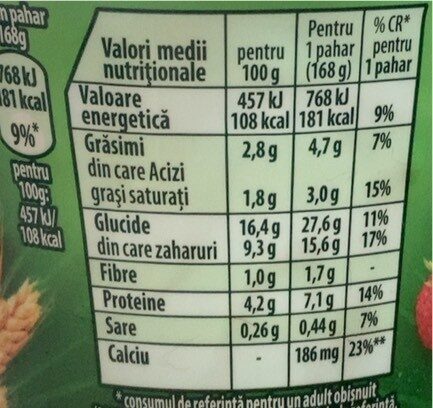 n pahar
168g
768 kJ
181 kcal
9%*
pentru
100g:
457 kJ/
108 kcal
Valori medii nutriționale | pentru 100 g | Pentru 1 pahar (168 g) | % CR* pentru 1 pahar
Valoare energetică | 457 kJ 108 kcal | 768 kJ 181 kcal | 9%
Grăsimi | 2,8 g | 4,7 g | 7%
din care Acizi
grași saturați | 1,8 g | 3,0 g | 15%
Glucide | 16,4 g | 27,6 g | 11%
din care zaharuri | 9,3 g | 15,6 g | 17%
Fibre | 1,0 g | 1,7 g | -
Proteine | 4,2 g | 7,1 g | 14%
Sare | 0,26 g | 0,44 g | 7%
Calciu | - | 186 mg | 23%**
* consumul de referință pentru un adult obișnuit